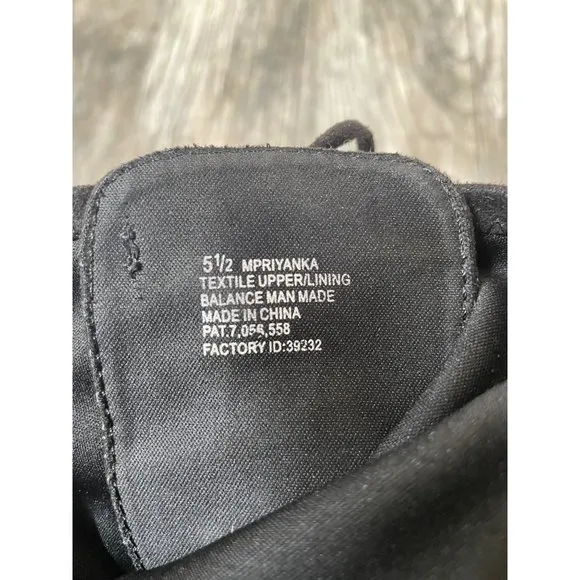 5 1/2 MPRIYANKA
TEXTILE UPPER/LINING
BALANCE MAN MADE
MADE IN CHINA
PAT.7,056,558
FACTORY ID:39232